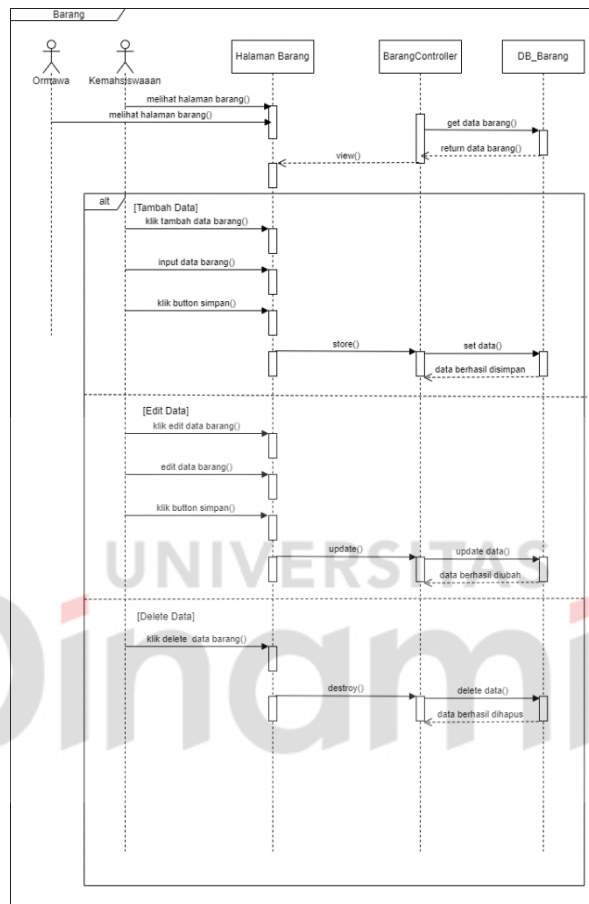 Barang
Ormawa
Kemahsiswaaan
Halaman Barang
BarangController
DB_Barang
melihat halaman barang()
melihat halaman barang()
get data barang()
return data barang()
view()
alt
[Tambah Data]
klik tambah data barang()
input data barang()
klik button simpan()
store()
set data()
data berhasil disimpan
[Edit Data]
klik edit data barang()
edit data barang()
klik button simpan()
UNIVERSITAS
update()
update data()
data berhasil diubah
[Delete Data]
klik delete data barang()
Dinami
destroy()
delete data()
data berhasil dihapus